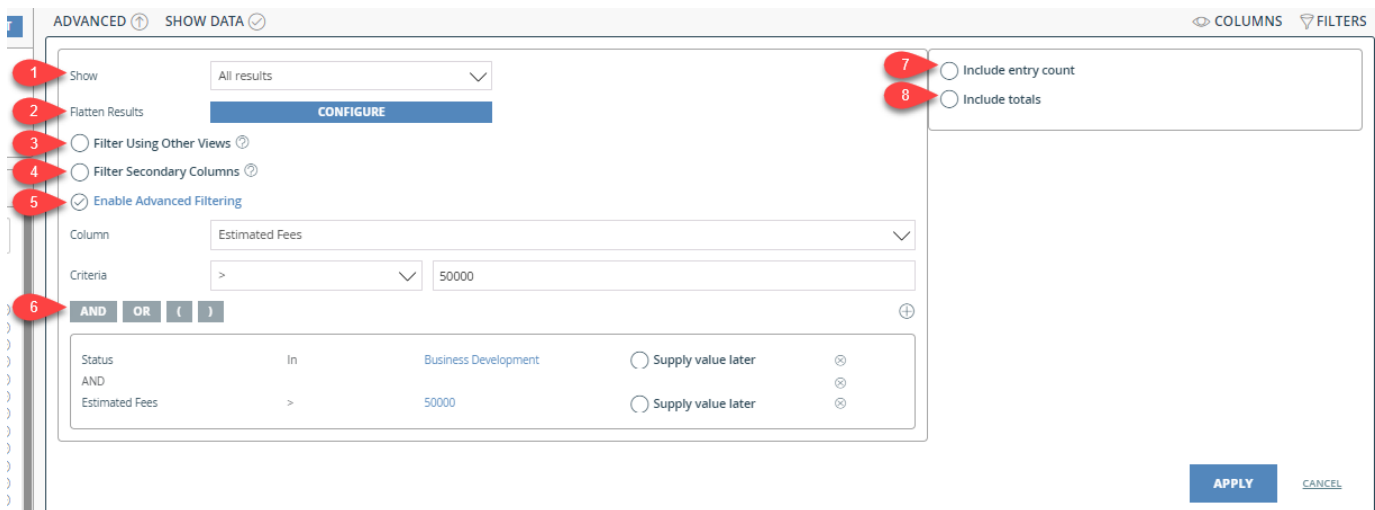 T
ADVANCED SHOW DATA COLUMNS FILTERS
1 Show All results
7 Include entry count
8 Include totals
2 Flatten Results CONFIGURE
3 Filter Using Other Views ?
4 Filter Secondary Columns ?
5 Enable Advanced Filtering
Column Estimated Fees
Criteria > 50000
6 AND OR ( )
Status In Business Development Supply value later
AND
Estimated Fees > 50000 Supply value later
APPLY CANCEL